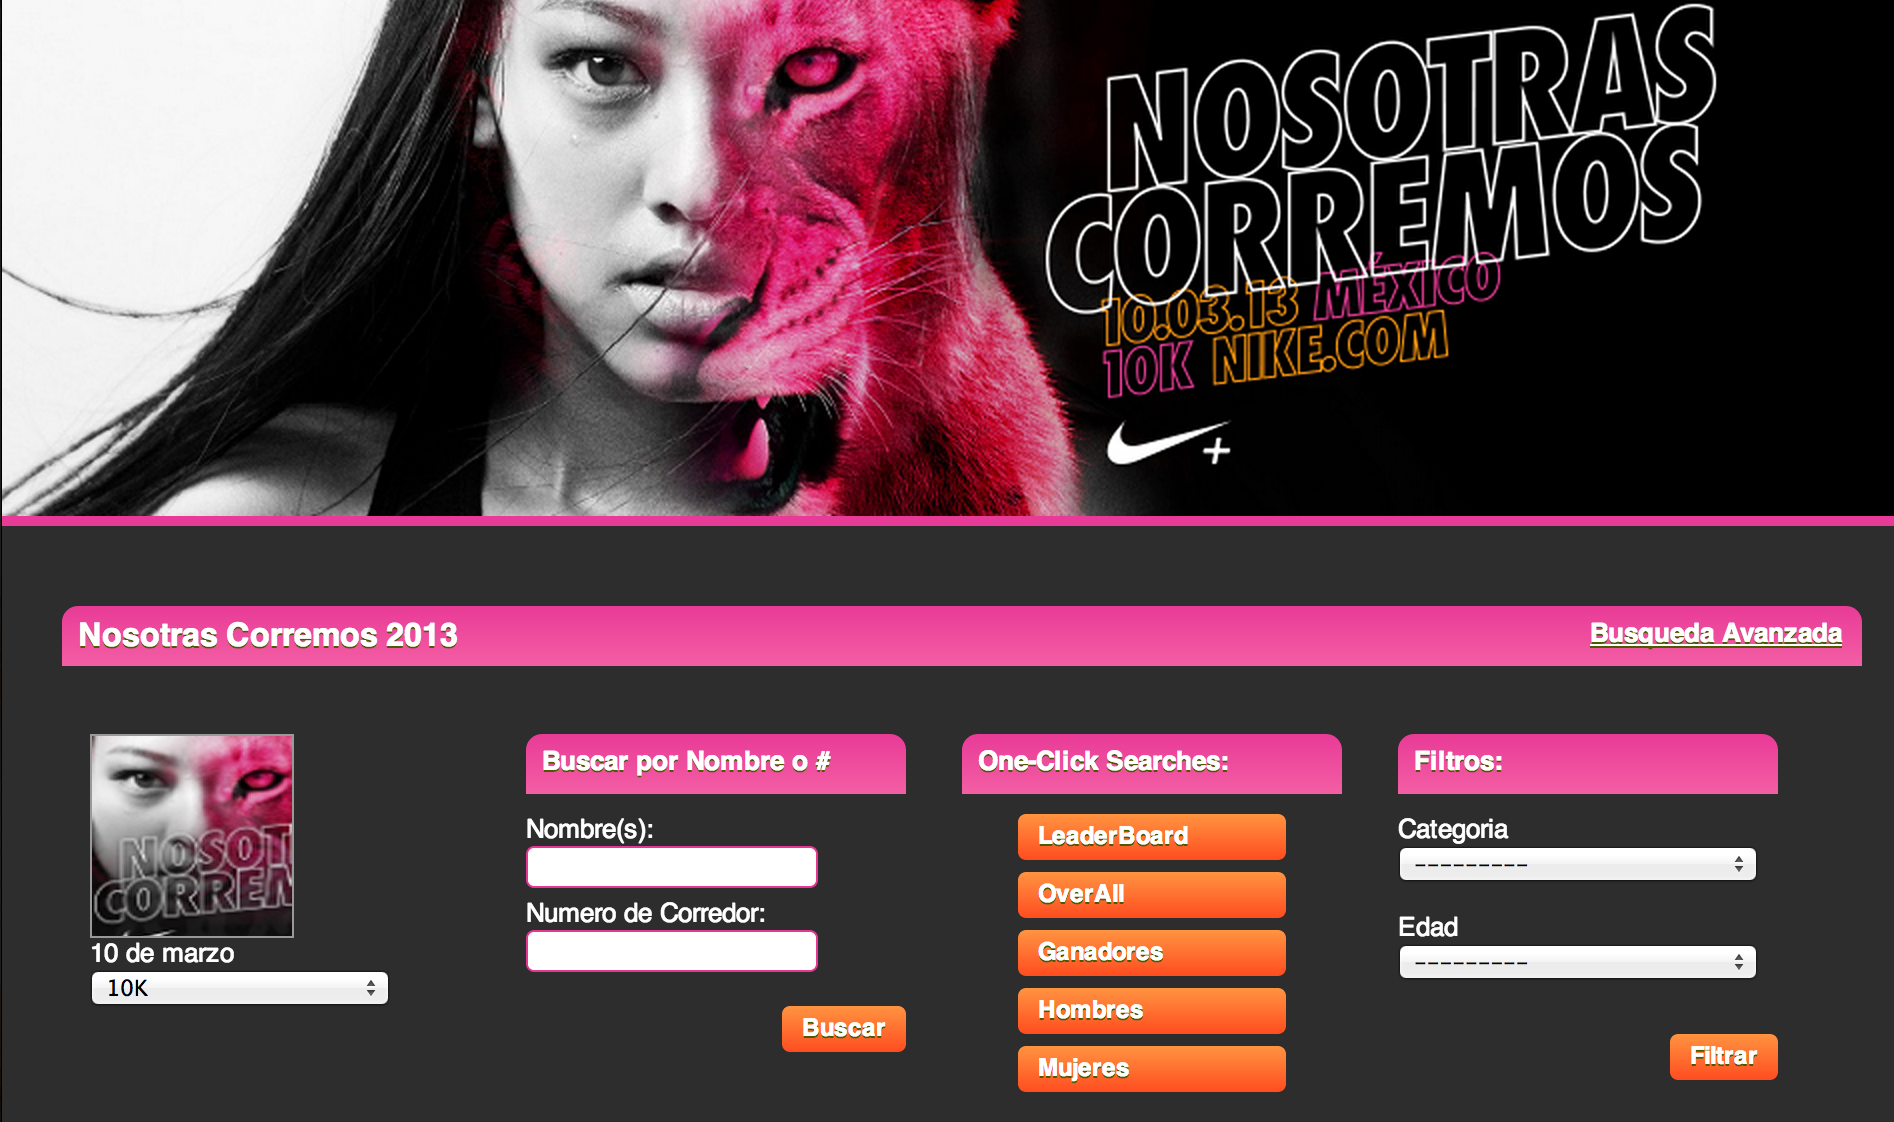 NOSOTRAS
CORREMOS
10.03.13 MÉXICO
10K NIKE.COM
+
Nosotras Corremos 2013
Busqueda Avanzada
NOSOT
CORREM
10 de marzo
10K
Buscar por Nombre o #
Nombre(s):
Numero de Corredor:
Buscar
One-Click Searches:
LeaderBoard
OverAll
Ganadores
Hombres
Mujeres
Filtros:
Categoria
---------
Edad
---------
Filtrar